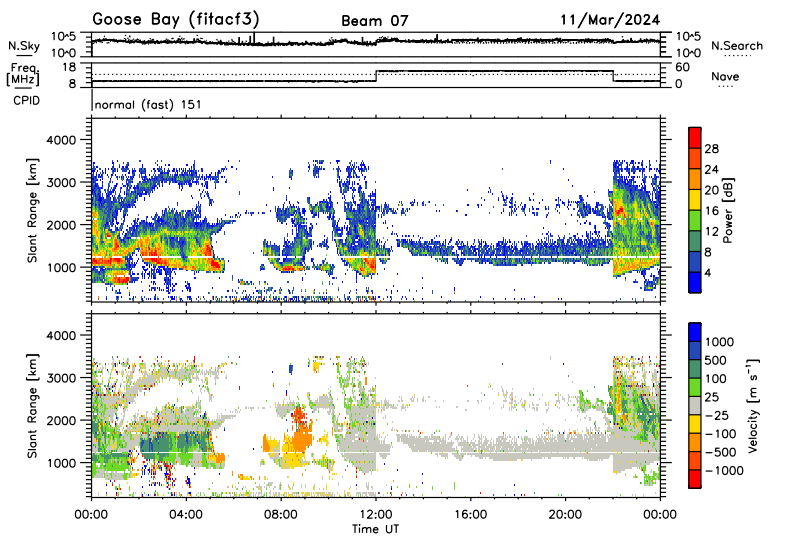 Goose Bay (fitacf3) Beam 07 11/Mar/2024
N.Sky 10^5 10^0 10^5 10^0 N.Search
Freq. [MHz] 18 8 60 0 Nave
CPID normal (fast) 151
Slant Range [km] 4000 3000 2000 1000
Power [dB] 28 24 20 16 12 8 4
Slant Range [km] 4000 3000 2000 1000
Velocity [m s⁻¹] 1000 500 100 25 −25 −100 −500 −1000
00:00 04:00 08:00 12:00 16:00 20:00 00:00
Time UT